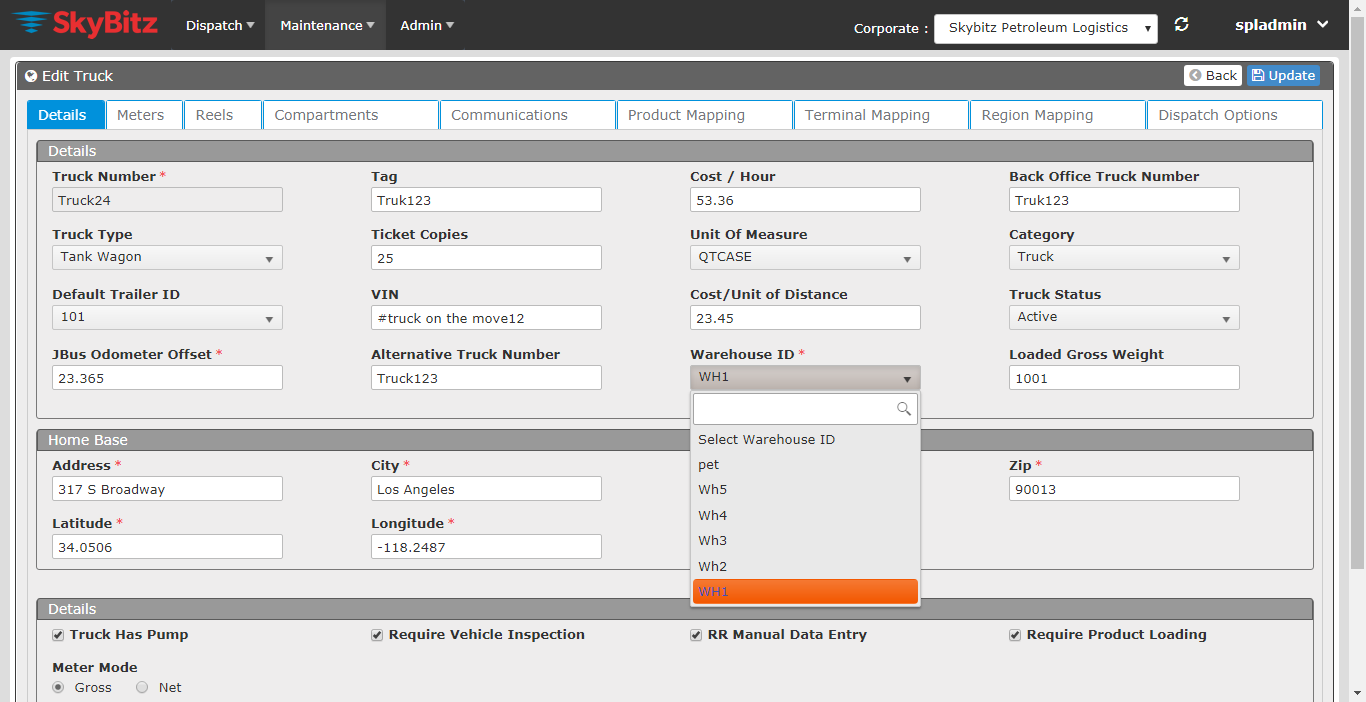 SkyBitz Dispatch Maintenance Admin Corporate : Skybitz Petroleum Logistics spladmin
Edit Truck Back Update
Details Meters Reels Compartments Communications Product Mapping Terminal Mapping Region Mapping Dispatch Options
Details
Truck Number * Tag Cost / Hour Back Office Truck Number
Truck24 Truk123 53.36 Truk123
Truck Type Ticket Copies Unit Of Measure Category
Tank Wagon 25 QTCASE Truck
Default Trailer ID VIN Cost/Unit of Distance Truck Status
101 #truck on the move12 23.45 Active
JBus Odometer Offset * Alternative Truck Number Warehouse ID * Loaded Gross Weight
23.365 Truck123 WH1 1001
Select Warehouse ID
pet
Wh5
Wh4
Wh3
Wh2
WH1
Home Base
Address * City * Zip *
317 S Broadway Los Angeles 90013
Latitude * Longitude *
34.0506 -118.2487
Details
Truck Has Pump Require Vehicle Inspection RR Manual Data Entry Require Product Loading
Meter Mode
Gross Net